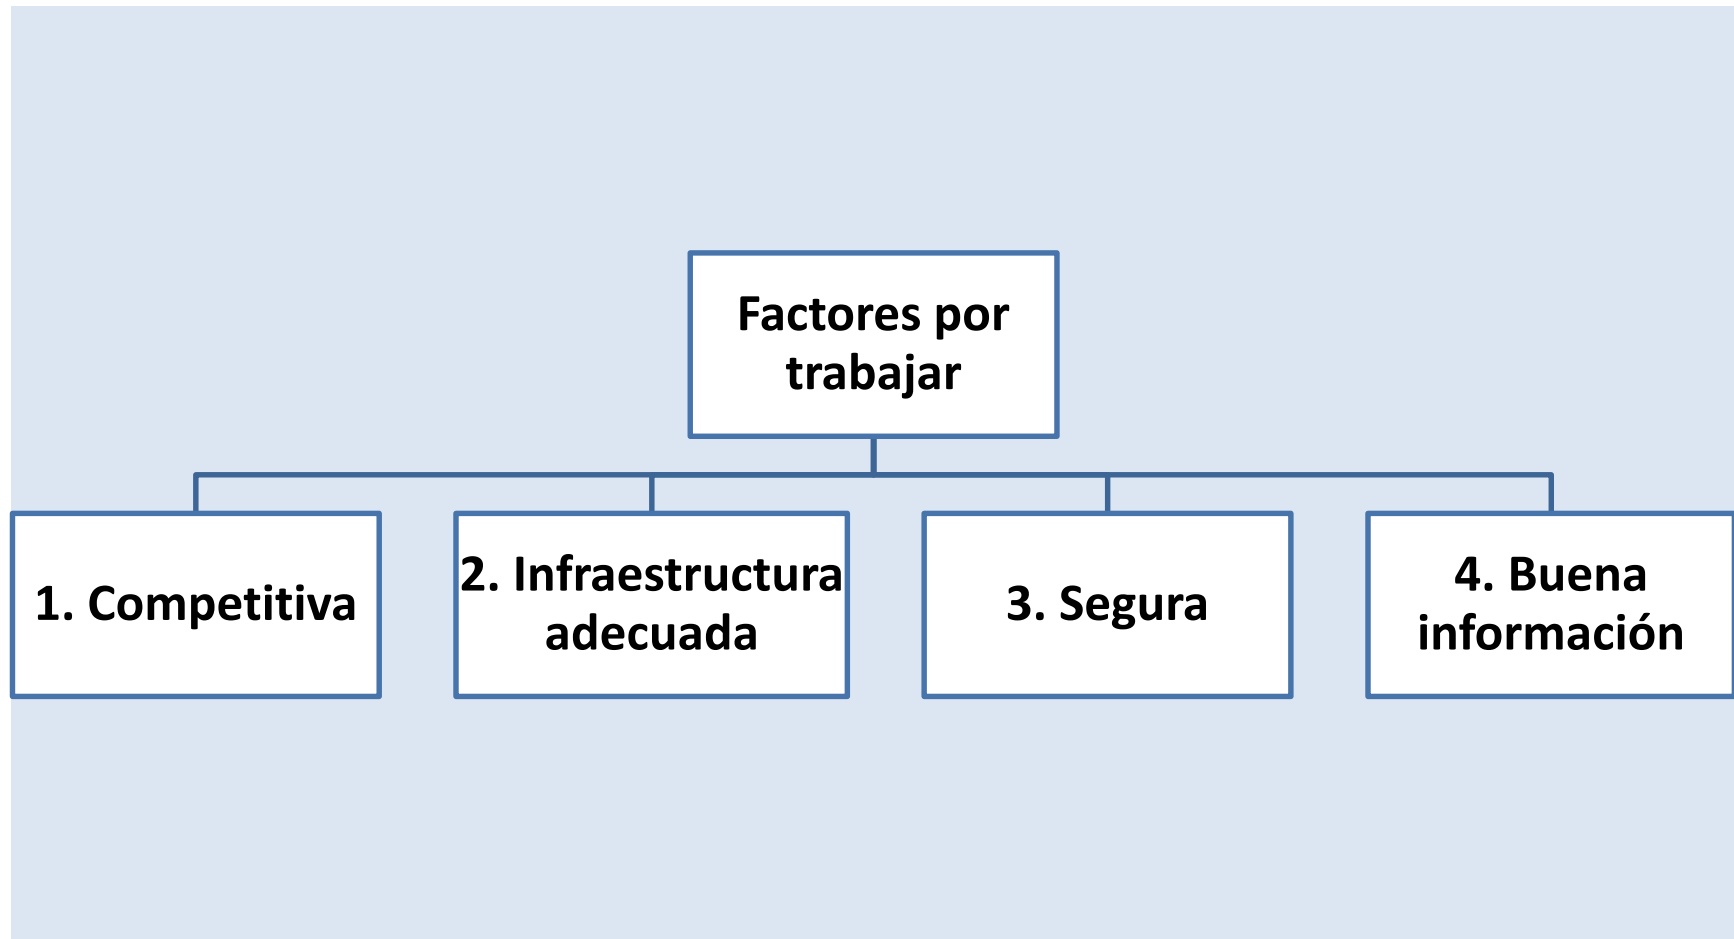 Factores por
trabajar
1. Competitiva
2. Infraestructura
adecuada
3. Segura
4. Buena
información